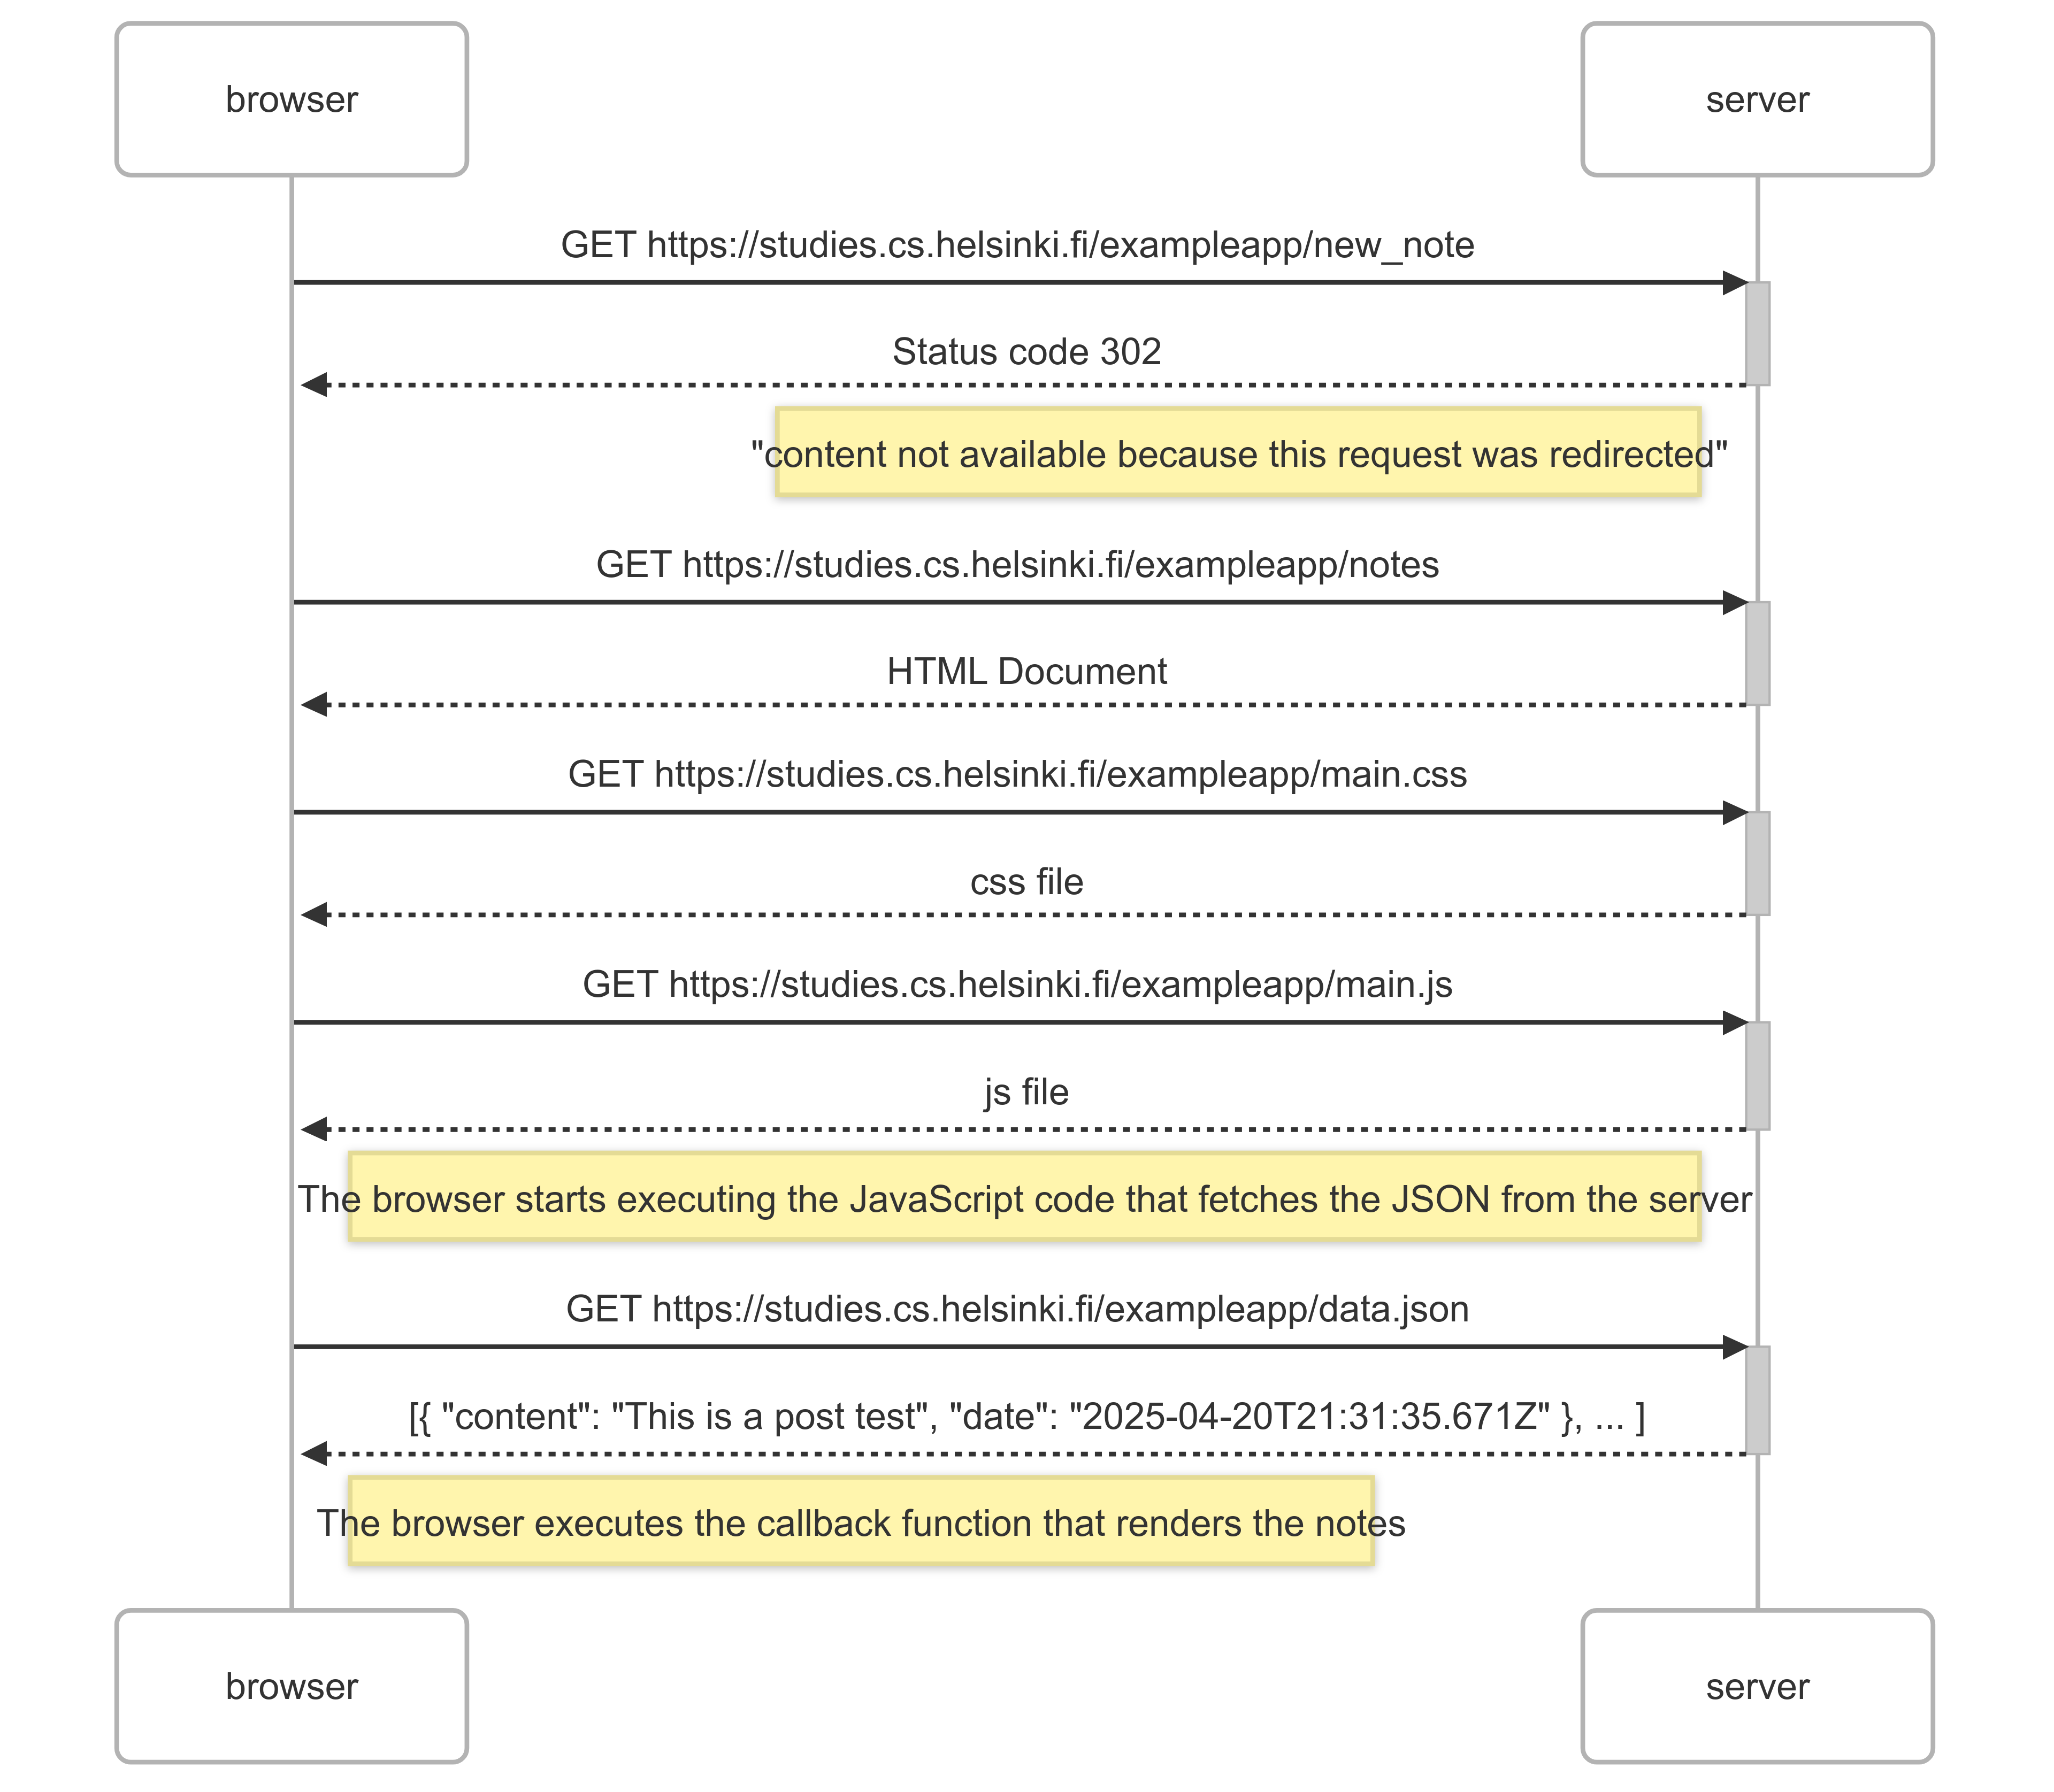 browser
server
GET https://studies.cs.helsinki.fi/exampleapp/new_note
Status code 302
"content not available because this request was redirected"
GET https://studies.cs.helsinki.fi/exampleapp/notes
HTML Document
GET https://studies.cs.helsinki.fi/exampleapp/main.css
css file
GET https://studies.cs.helsinki.fi/exampleapp/main.js
js file
The browser starts executing the JavaScript code that fetches the JSON from the server
GET https://studies.cs.helsinki.fi/exampleapp/data.json
[{ "content": "This is a post test", "date": "2025-04-20T21:31:35.671Z" }, ... ]
The browser executes the callback function that renders the notes
browser
server